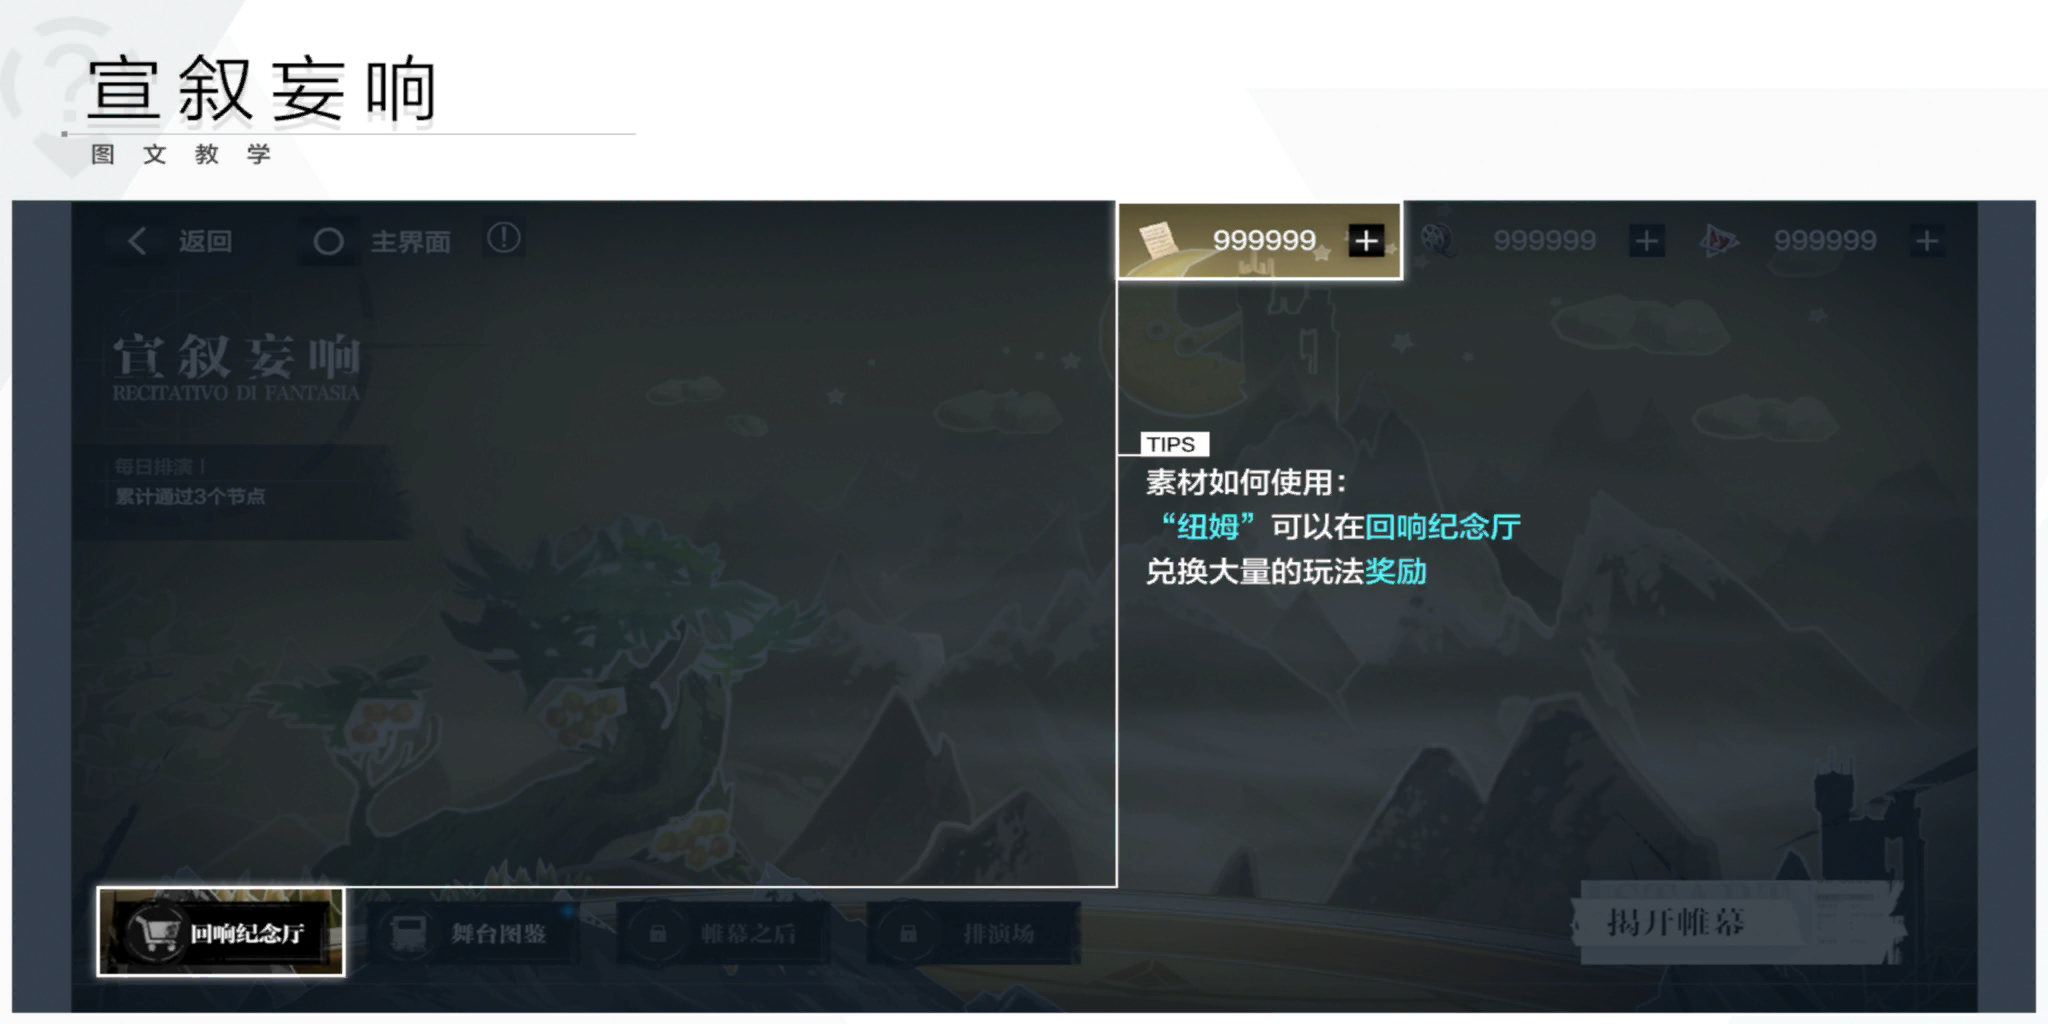 宣叙妄响
图文教学
返回
主界面
999999
999999
999999
宣叙妄响
RECITATIVO DI FANTASIA
每日排演 I
累计通过3个节点
TIPS
素材如何使用：
“纽姆”可以在回响纪念厅
兑换大量的玩法奖励
回响纪念厅
舞台图鉴
帷幕之后
排演场
揭开帷幕